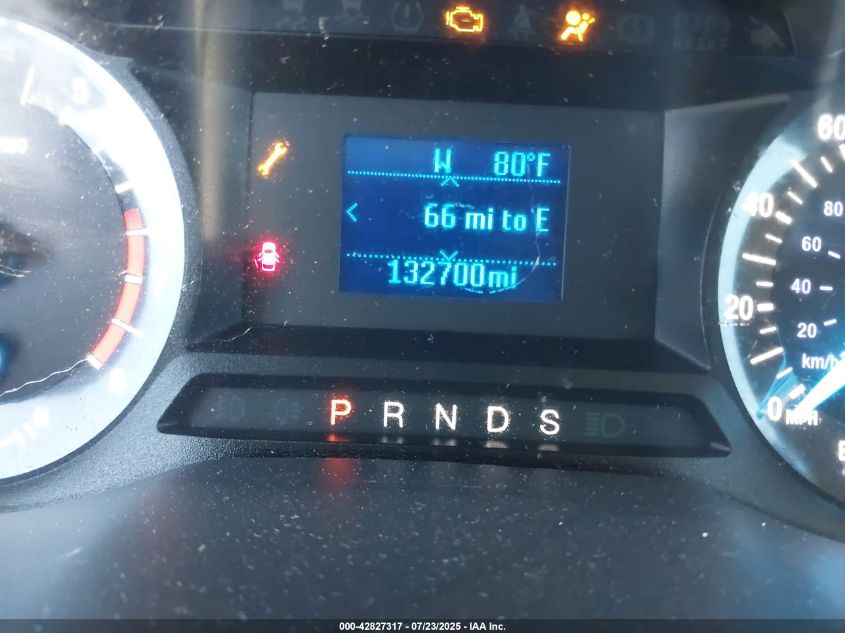 BRAKE
W 80°F
< 66 mi to E
132700mi
P R N D S
60
40
20
0 MPH
80
60
40
20
km/h
000-42827317 - 07/23/2025 - IAA Inc.